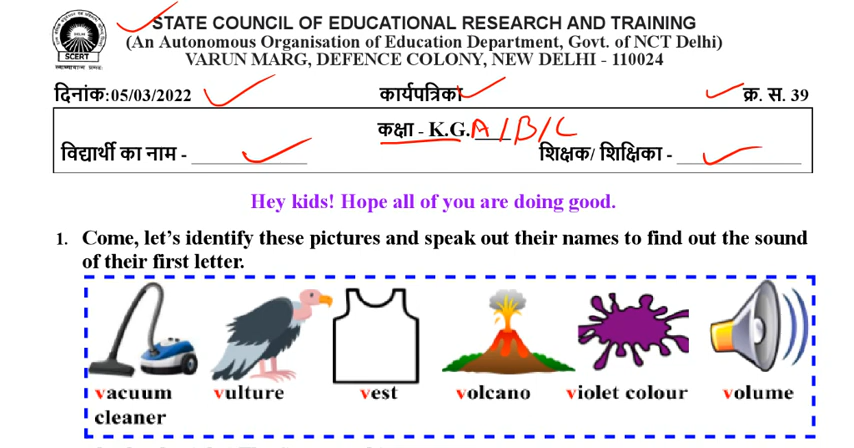 STATE COUNCIL OF EDUCATIONAL RESEARCH AND TRAINING
(An Autonomous Organisation of Education Department, Govt. of NCT Delhi)
VARUN MARG, DEFENCE COLONY, NEW DELHI - 110024
SCERT
दिनांक:05/03/2022 कार्यपत्रिका क्र. स. 39
कक्षा - K.G. A/B/C
विद्यार्थी का नाम - शिक्षक/ शिक्षिका -
Hey kids! Hope all of you are doing good.
1. Come, let's identify these pictures and speak out their names to find out the sound
of their first letter.
vacuum cleaner
vulture
vest
volcano
violet colour
volume